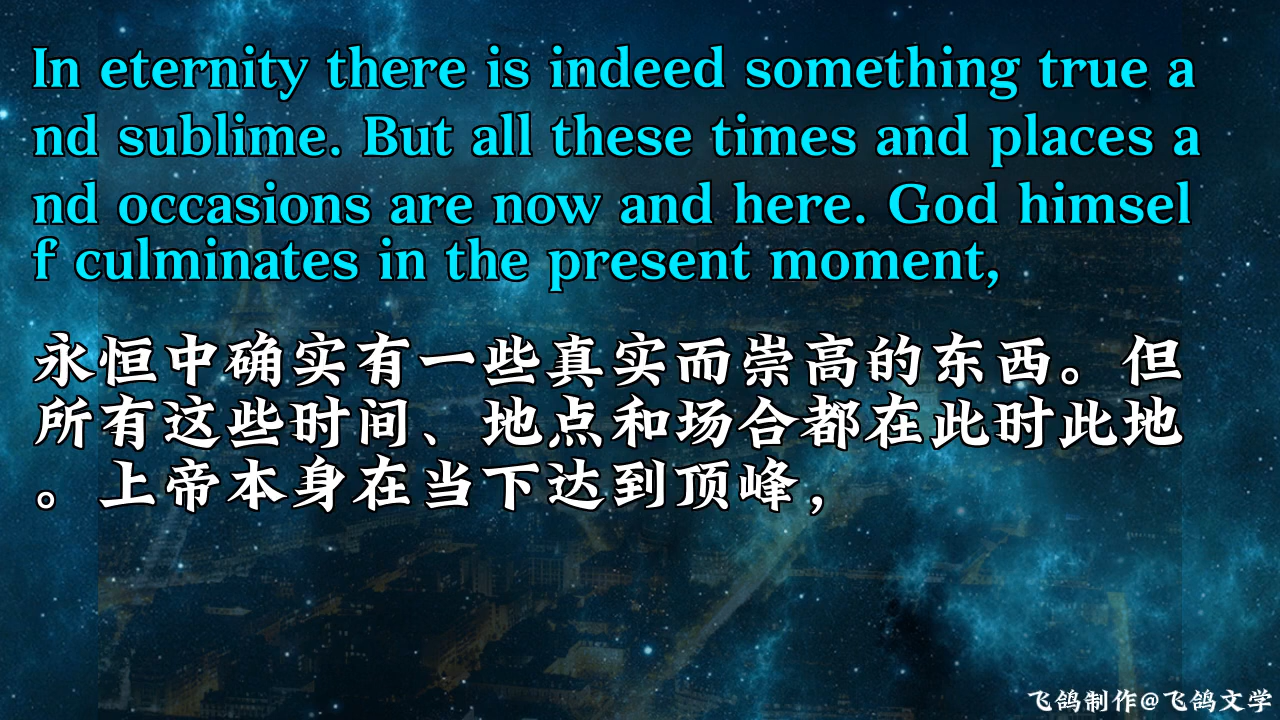 In eternity there is indeed something true a
nd sublime. But all these times and places a
nd occasions are now and here. God himsel
f culminates in the present moment,
永恒中确实有一些真实而崇高的东西。但
所有这些时间、地点和场合都在此时此地
。上帝本身在当下达到顶峰，
飞鸽制作@飞鸽文学